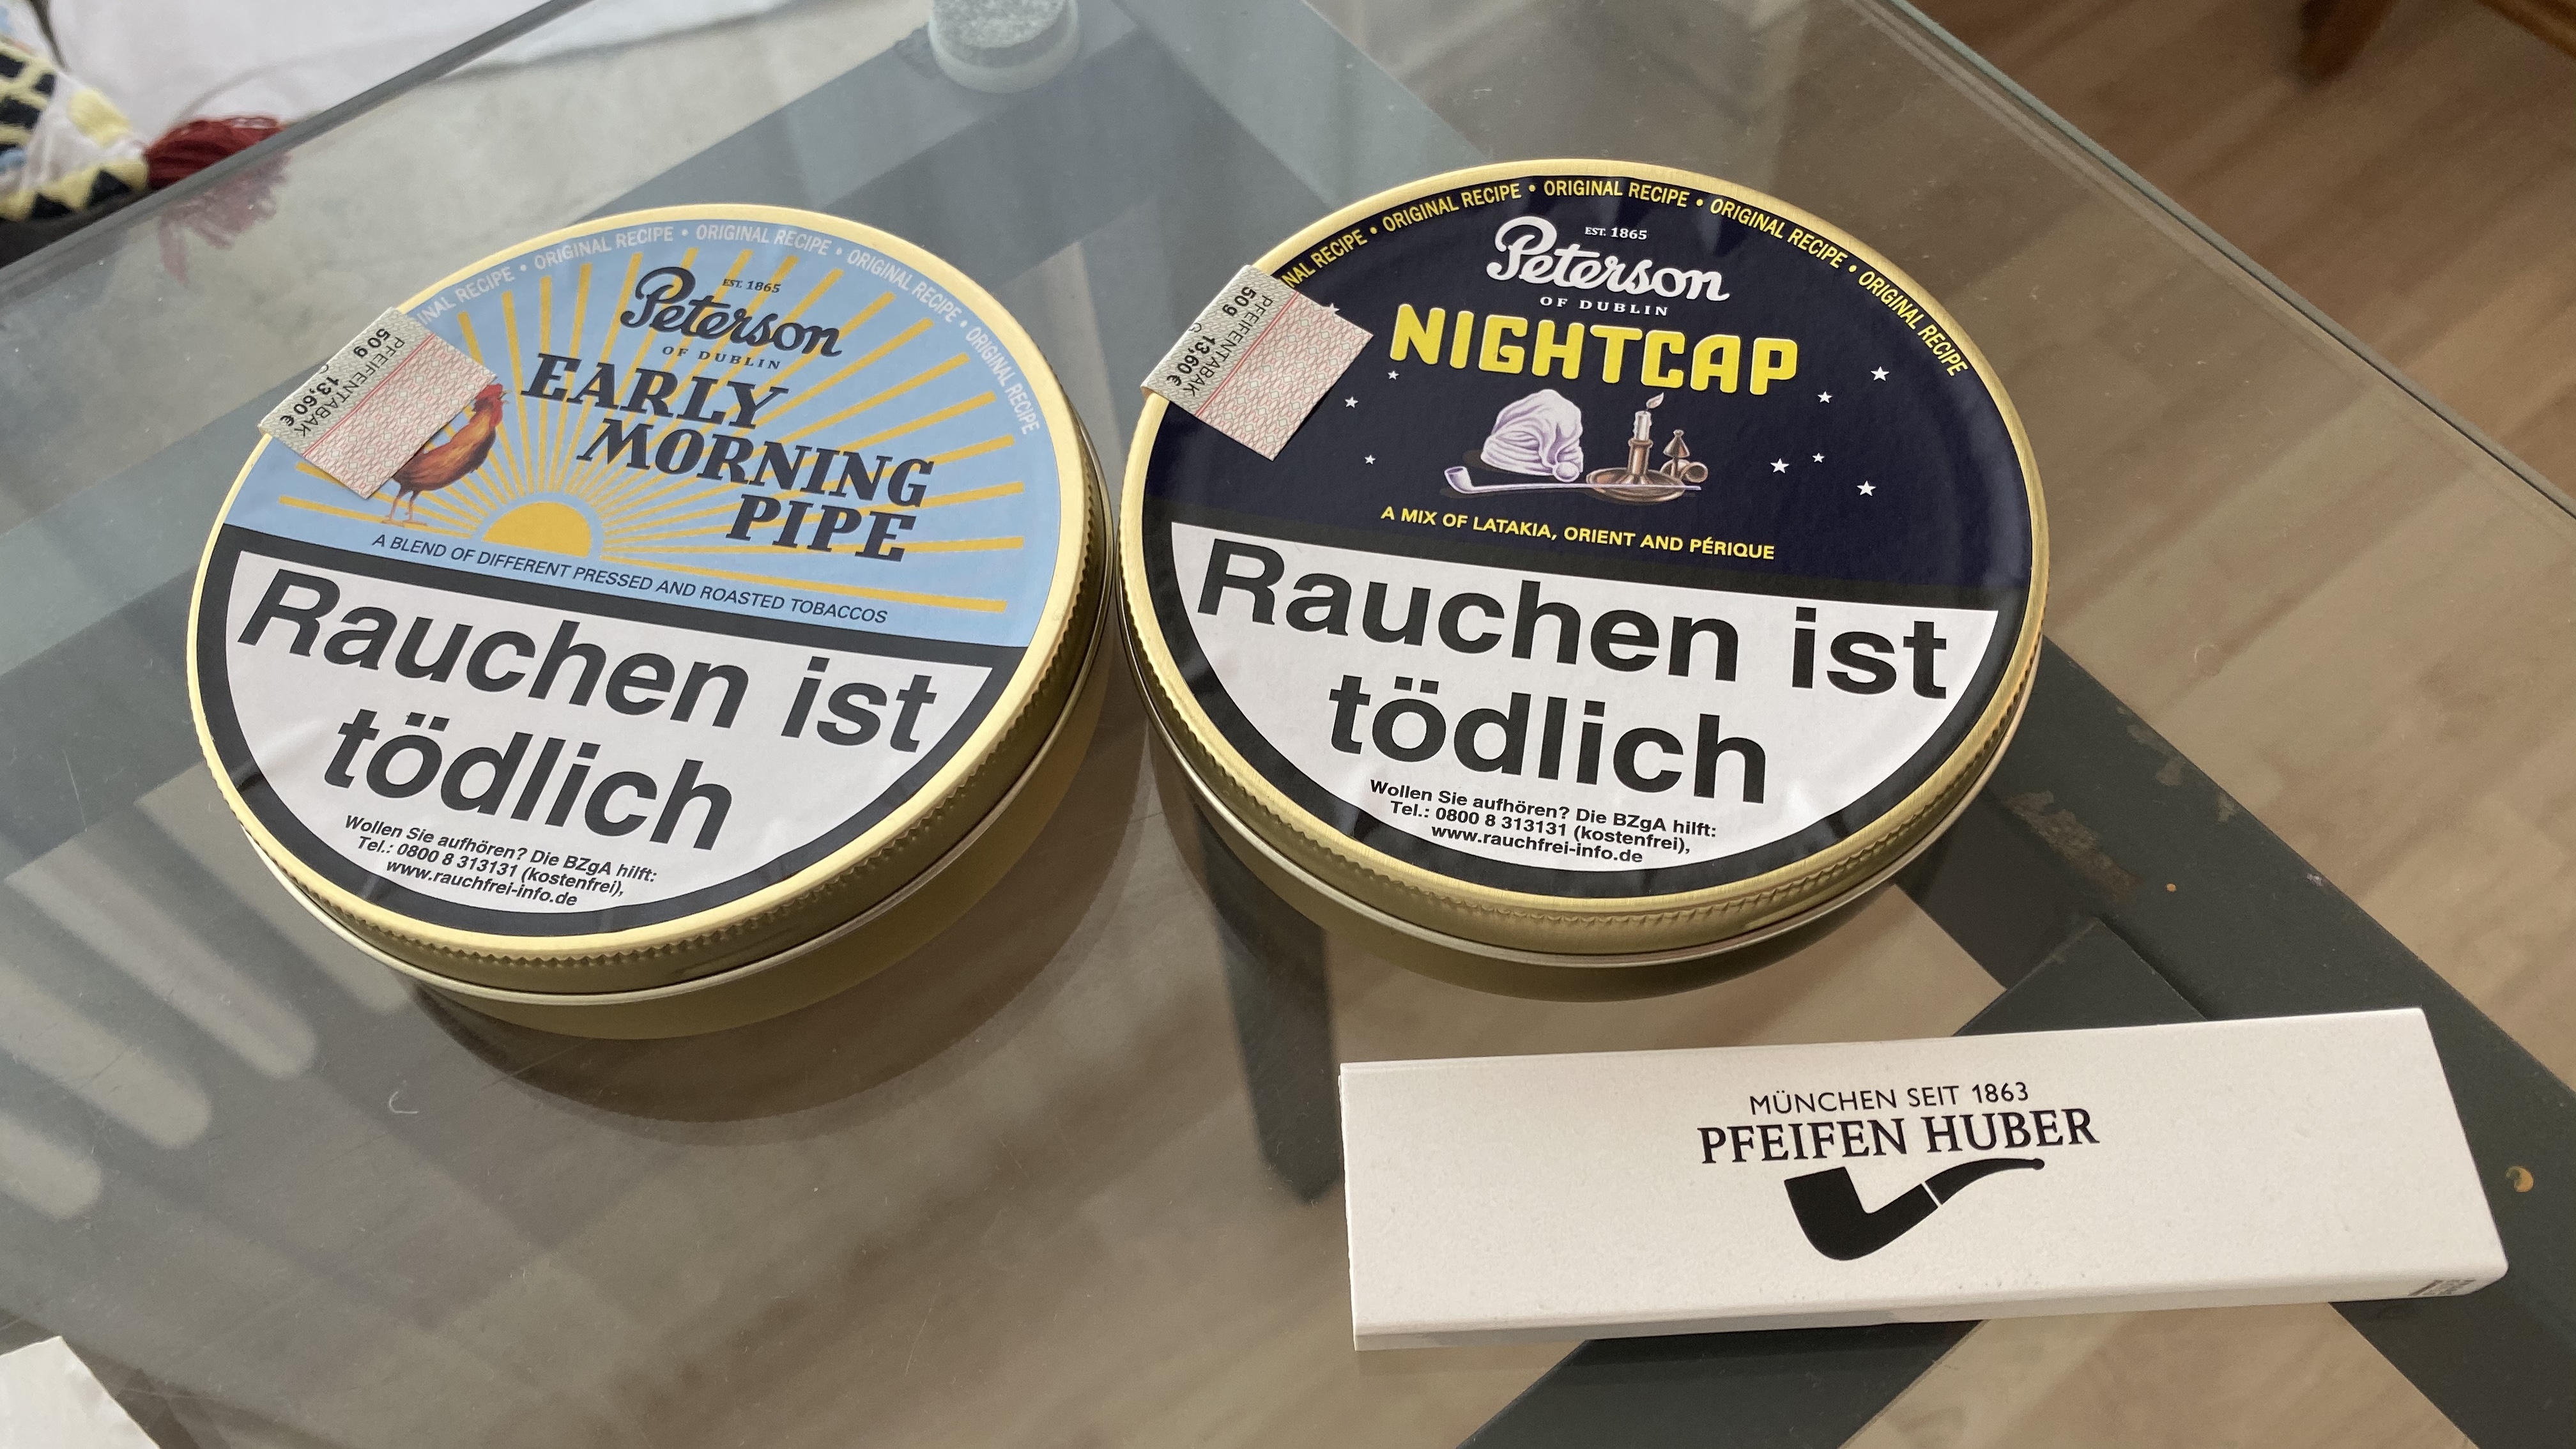 ORIGINAL RECIPE • ORIGINAL RECIPE • ORIGINAL RECIPE • ORIGINAL RECIPE
EST. 1865
Peterson
OF DUBLIN
EARLY
MORNING
PIPE
A BLEND OF DIFFERENT PRESSED AND ROASTED TOBACCOS
PFEIFENTABAK
50g 13,60€
Rauchen ist
tödlich
Wollen Sie aufhören? Die BZgA hilft:
Tel.: 0800 8 313131 (kostenfrei),
www.rauchfrei-info.de
NAL RECIPE • ORIGINAL RECIPE • ORIGINAL RECIPE • ORIGINAL RECIPE • ORIGINAL RECIPE
EST. 1865
Peterson
OF DUBLIN
NIGHTCAP
A MIX OF LATAKIA, ORIENT AND PÉRIQUE
PFEIFENTABAK
50g 13,60€
Rauchen ist
tödlich
Wollen Sie aufhören? Die BZgA hilft:
Tel.: 0800 8 313131 (kostenfrei),
www.rauchfrei-info.de
MÜNCHEN SEIT 1863
PFEIFEN HUBER